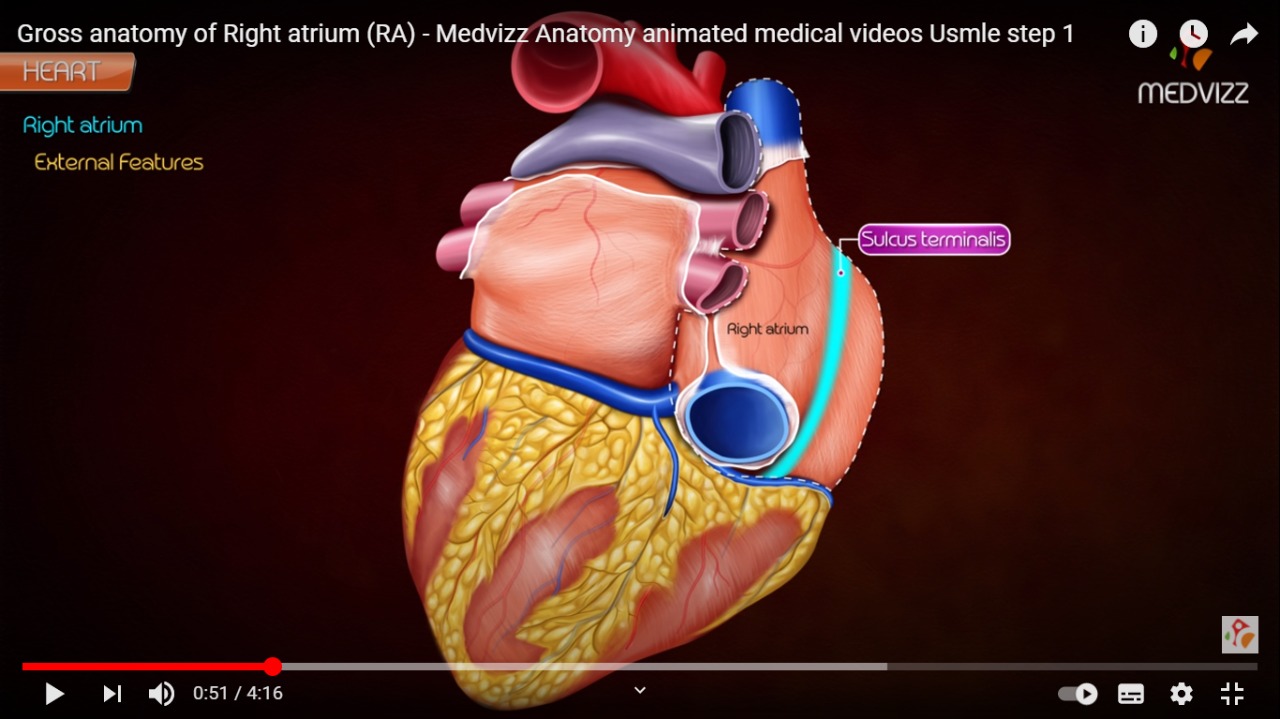 Gross anatomy of Right atrium (RA) - Medvizz Anatomy animated medical videos Usmle step 1
HEART
MEDVIZZ
Right atrium
External Features
Sulcus terminalis
Right atrium
0:51 / 4:16